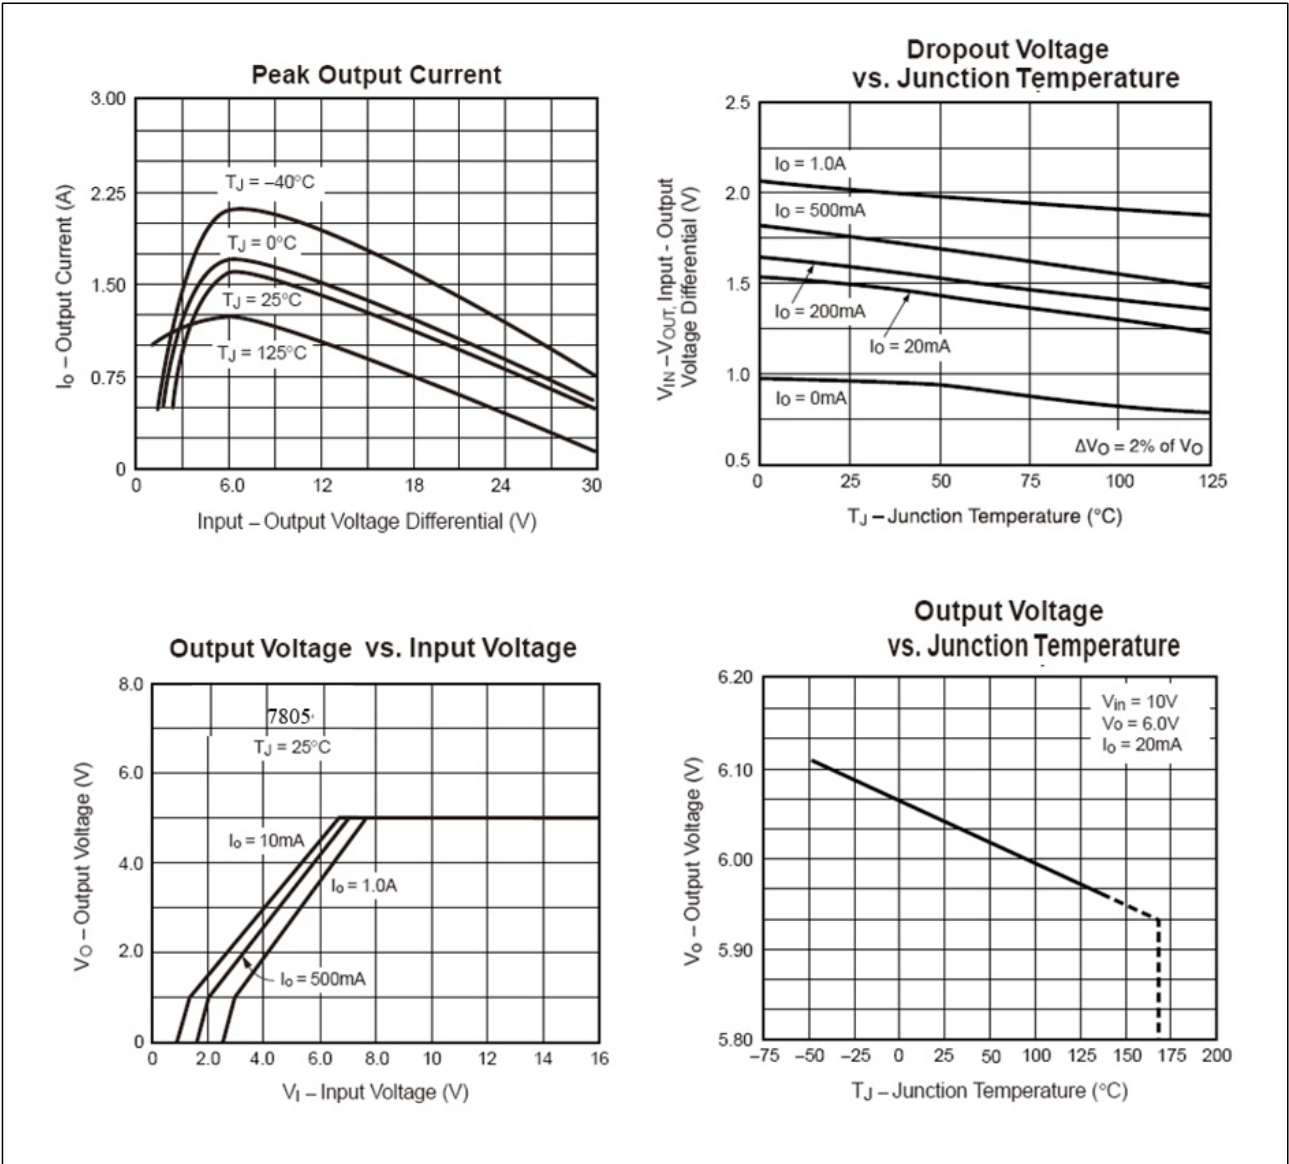 Peak Output Current
3.00
2.25
1.50
0.75
0
IO – Output Current (A)
TJ = –40°C
TJ = 0°C
TJ = 25°C
TJ = 125°C
0 6.0 12 18 24 30
Input – Output Voltage Differential (V)
Dropout Voltage
vs. Junction Temperature
2.5
2.0
1.5
1.0
0.5
VIN – VOUT, Input - Output
Voltage Differential (V)
IO = 1.0A
IO = 500mA
IO = 200mA
IO = 20mA
IO = 0mA
ΔVO = 2% of VO
0 25 50 75 100 125
TJ – Junction Temperature (°C)
Output Voltage vs. Input Voltage
8.0
6.0
4.0
2.0
0
VO – Output Voltage (V)
7805
TJ = 25°C
IO = 10mA
IO = 1.0A
IO = 500mA
0 2.0 4.0 6.0 8.0 10 12 14 16
VI – Input Voltage (V)
Output Voltage
vs. Junction Temperature
6.20
6.10
6.00
5.90
5.80
VO – Output Voltage (V)
Vin = 10V
VO = 6.0V
IO = 20mA
–75 –50 –25 0 25 50 100 125 150 175 200
TJ – Junction Temperature (°C)